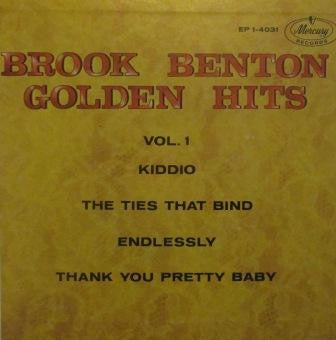 EP 1-4031
Mercury
RECORDS
BROOK BENTON
GOLDEN HITS
VOL. 1
KIDDIO
THE TIES THAT BIND
ENDLESSLY
THANK YOU PRETTY BABY